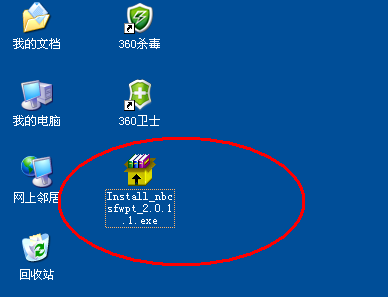 我的文档
360杀毒
我的电脑
360卫士
网上邻居
Install_nbc
sfwpt_2.0.1
.1.exe
回收站